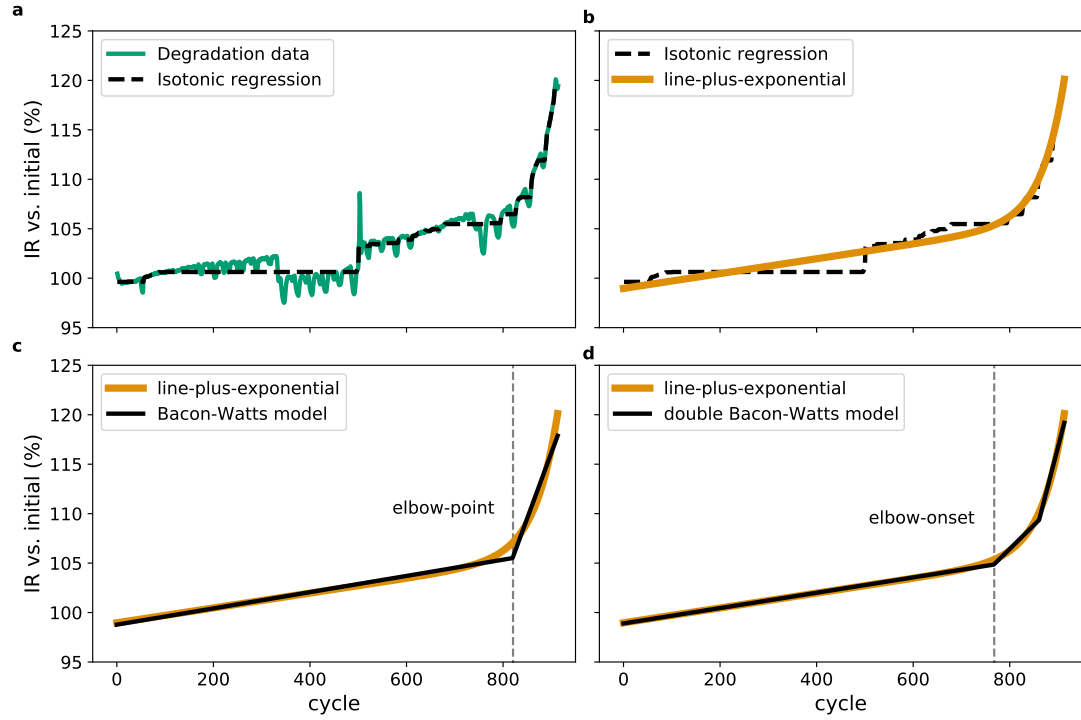 a
125
120
115
110
105
100
95
IR vs. initial (%)
Degradation data
Isotonic regression
b
Isotonic regression
line-plus-exponential
c
125
120
115
110
105
100
95
IR vs. initial (%)
line-plus-exponential
Bacon-Watts model
elbow-point
0 200 400 600 800
cycle
d
line-plus-exponential
double Bacon-Watts model
elbow-onset
0 200 400 600 800
cycle